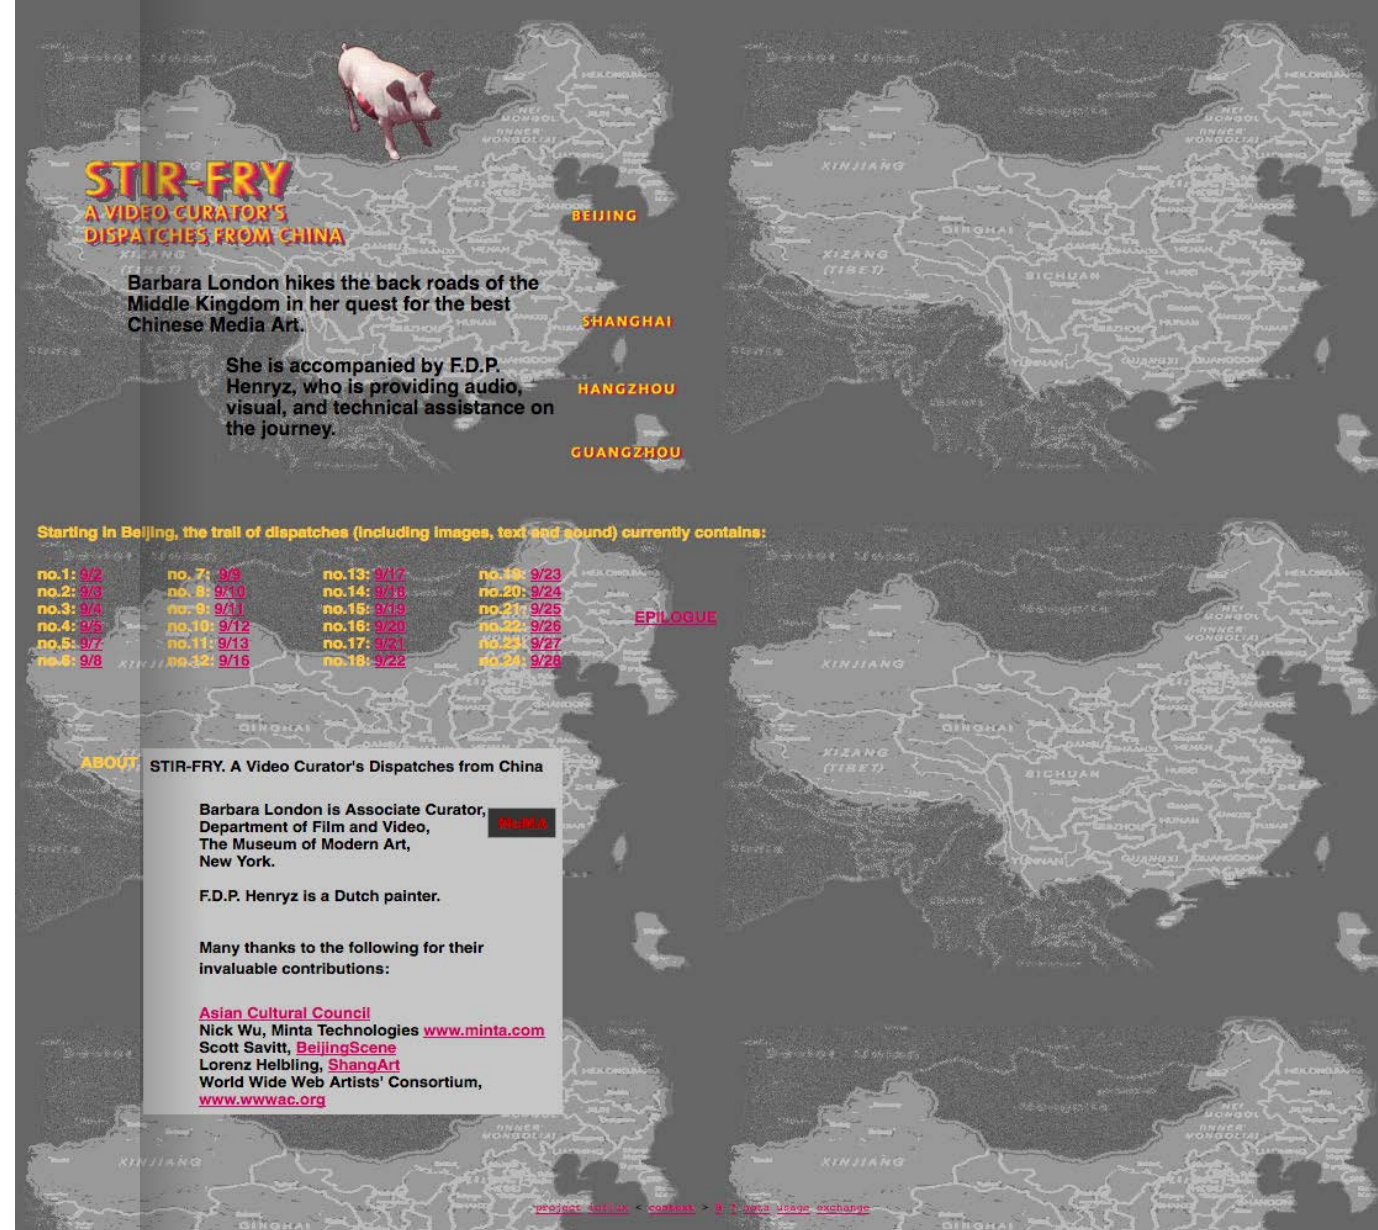 STIR-FRY
A VIDEO CURATOR'S
DISPATCHES FROM CHINA
BEIJING
Barbara London hikes the back roads of the
Middle Kingdom in her quest for the best
Chinese Media Art.
SHANGHAI
She is accompanied by F.D.P.
Henryz, who is providing audio,
visual, and technical assistance on
the journey.
HANGZHOU
GUANGZHOU
Starting in Beijing, the trail of dispatches (including images, text and sound) currently contains:
no.1: 9/2 no. 7: 9/9 no.13: 9/17 no.19: 9/23
no.2: 9/3 no. 8: 9/10 no.14: 9/18 no.20: 9/24
no.3: 9/4 no. 9: 9/11 no.15: 9/19 no.21: 9/25
no.4: 9/5 no.10: 9/12 no.16: 9/20 no.22: 9/26
no.5: 9/7 no.11: 9/13 no.17: 9/21 no.23: 9/27
no.6: 9/8 no.12: 9/16 no.18: 9/22 no.24: 9/28
EPILOGUE
ABOUT
STIR-FRY. A Video Curator's Dispatches from China
Barbara London is Associate Curator,
Department of Film and Video,
The Museum of Modern Art,
New York.
MoMA
F.D.P. Henryz is a Dutch painter.
Many thanks to the following for their
invaluable contributions:
Asian Cultural Council
Nick Wu, Minta Technologies www.minta.com
Scott Savitt, BeijingScene
Lorenz Helbling, ShangArt
World Wide Web Artists' Consortium,
www.wwwac.org
XINJIANG
QINGHAI
XIZANG
(TIBET)
SICHUAN
YUNNAN
INNER
MONGOLIA
project influx < context > usage exchange